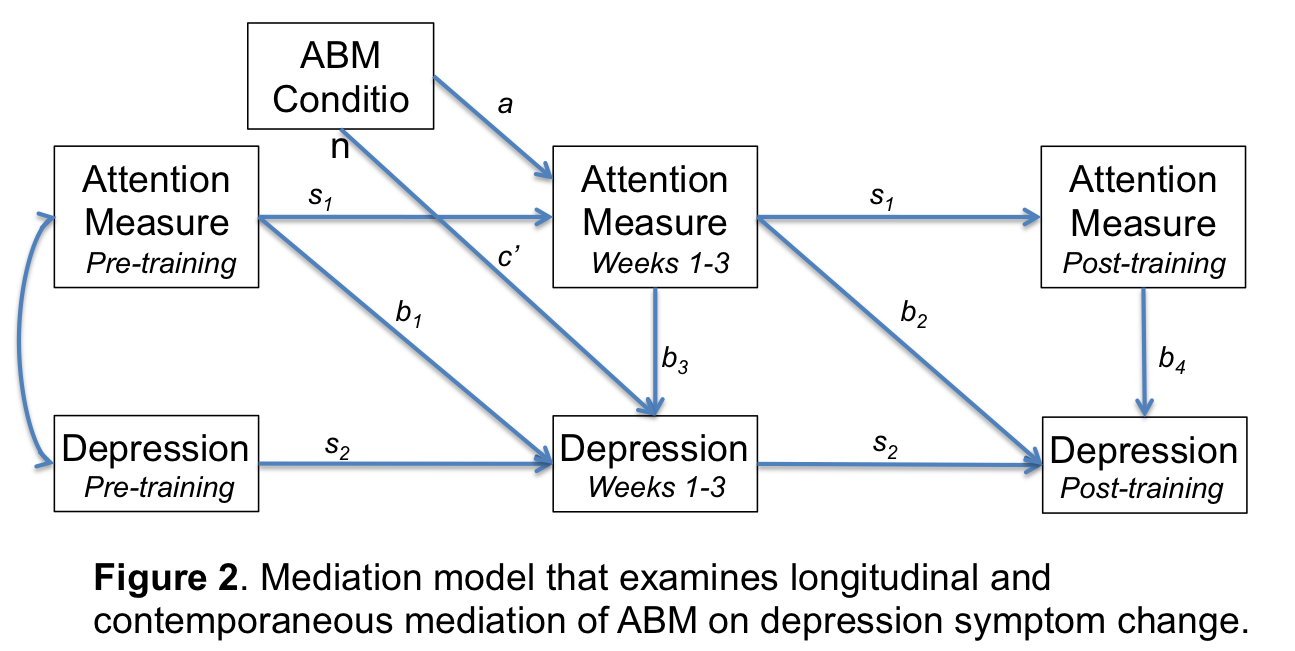 ABM
Conditio
n
a
Attention
Measure
Pre-training
s1
c’
Attention
Measure
Weeks 1-3
s1
Attention
Measure
Post-training
b1
b2
b3
b4
Depression
Pre-training
s2
Depression
Weeks 1-3
s2
Depression
Post-training
Figure 2. Mediation model that examines longitudinal and
contemporaneous mediation of ABM on depression symptom change.